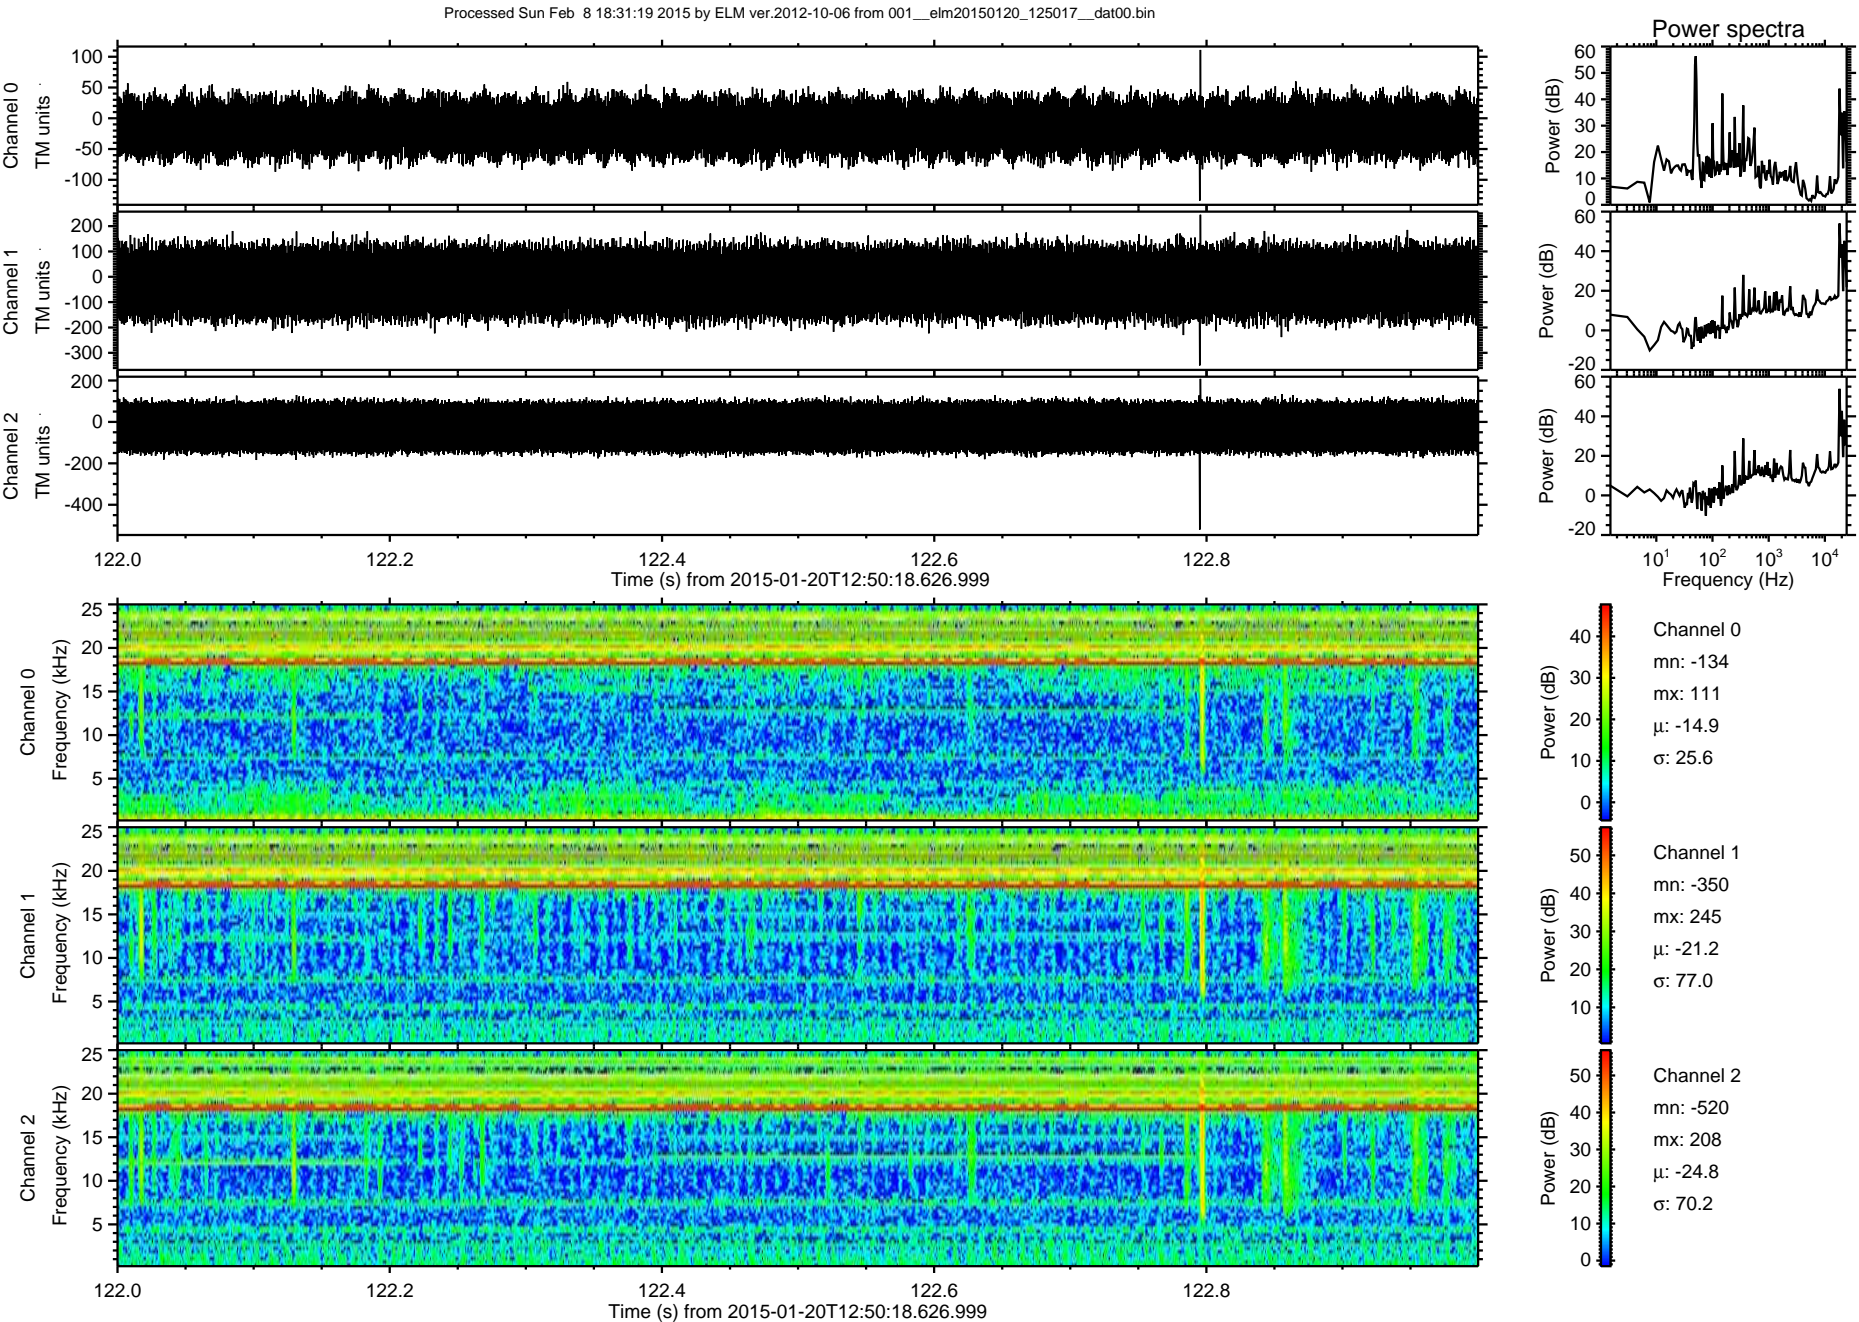 Processed Sun Feb  8 18:31:19 2015 by ELM ver.2012-10-06 from 001__elm20150120_125017__dat00.bin
Power spectra
Channel 0
TM units
100
50
0
-50
-100
Power (dB)
60
50
40
30
20
10
0
Channel 1
TM units
200
100
0
-100
-200
-300
Power (dB)
60
40
20
0
-20
Channel 2
TM units
200
0
-200
-400
Power (dB)
60
40
20
0
-20
122.0 122.2 122.4 122.6 122.8
Time (s) from 2015-01-20T12:50:18.626.999
10¹ 10² 10³ 10⁴
Frequency (Hz)
Channel 0
Frequency (kHz)
25
20
15
10
5
Power (dB)
40
30
20
10
0
Channel 0
mn: -134
mx: 111
μ: -14.9
σ: 25.6
Channel 1
Frequency (kHz)
25
20
15
10
5
Power (dB)
50
40
30
20
10
Channel 1
mn: -350
mx: 245
μ: -21.2
σ: 77.0
Channel 2
Frequency (kHz)
25
20
15
10
5
Power (dB)
50
40
30
20
10
0
Channel 2
mn: -520
mx: 208
μ: -24.8
σ: 70.2
122.0 122.2 122.4 122.6 122.8
Time (s) from 2015-01-20T12:50:18.626.999